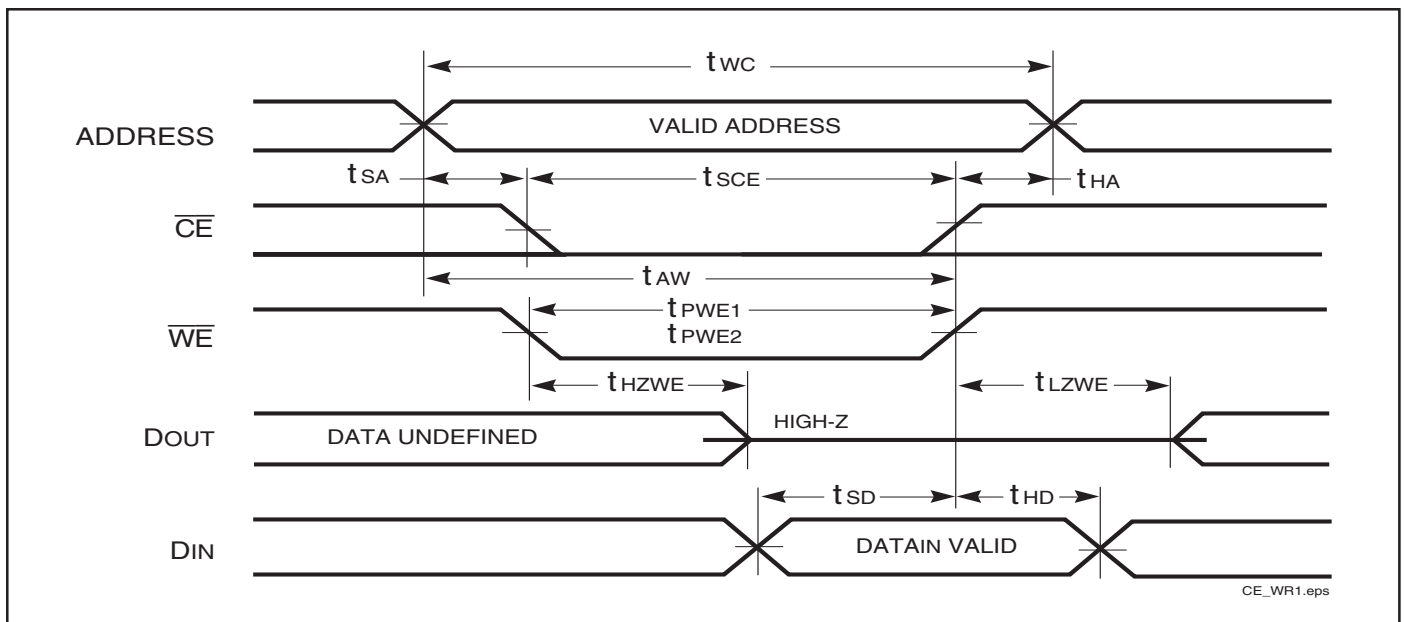 tWC
ADDRESS
VALID ADDRESS
tSA
tSCE
tHA
CE
tAW
tPWE1
WE
tPWE2
tHZWE
tLZWE
DOUT
DATA UNDEFINED
HIGH-Z
tSD
tHD
DIN
DATAIN VALID
CE_WR1.eps